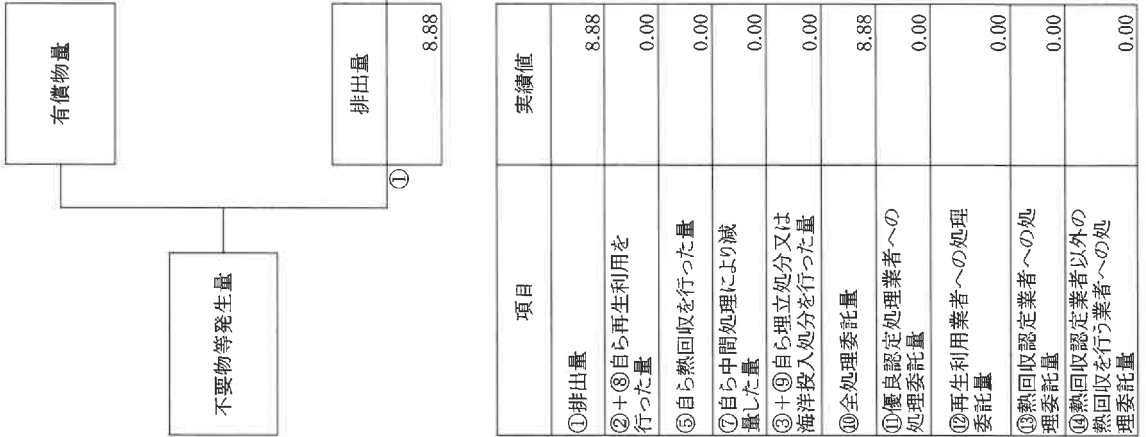 不要物等発生量
有償物量
排出量
①
8.88
項目
実績値
①排出量
8.88
②+⑧自ら再生利用を
行った量
0.00
⑤自ら熱回収を行った量
0.00
⑦自ら中間処理により減
量した量
0.00
③+⑨自ら埋立処分又は
海洋投入処分を行った量
0.00
⑩全処理委託量
8.88
⑪優良認定処理業者への
処理委託量
0.00
⑫再生利用業者への処理
委託量
0.00
⑬熱回収認定業者への処
理委託量
0.00
⑭熱回収認定業者以外の
熱回収を行う業者への処
理委託量
0.00